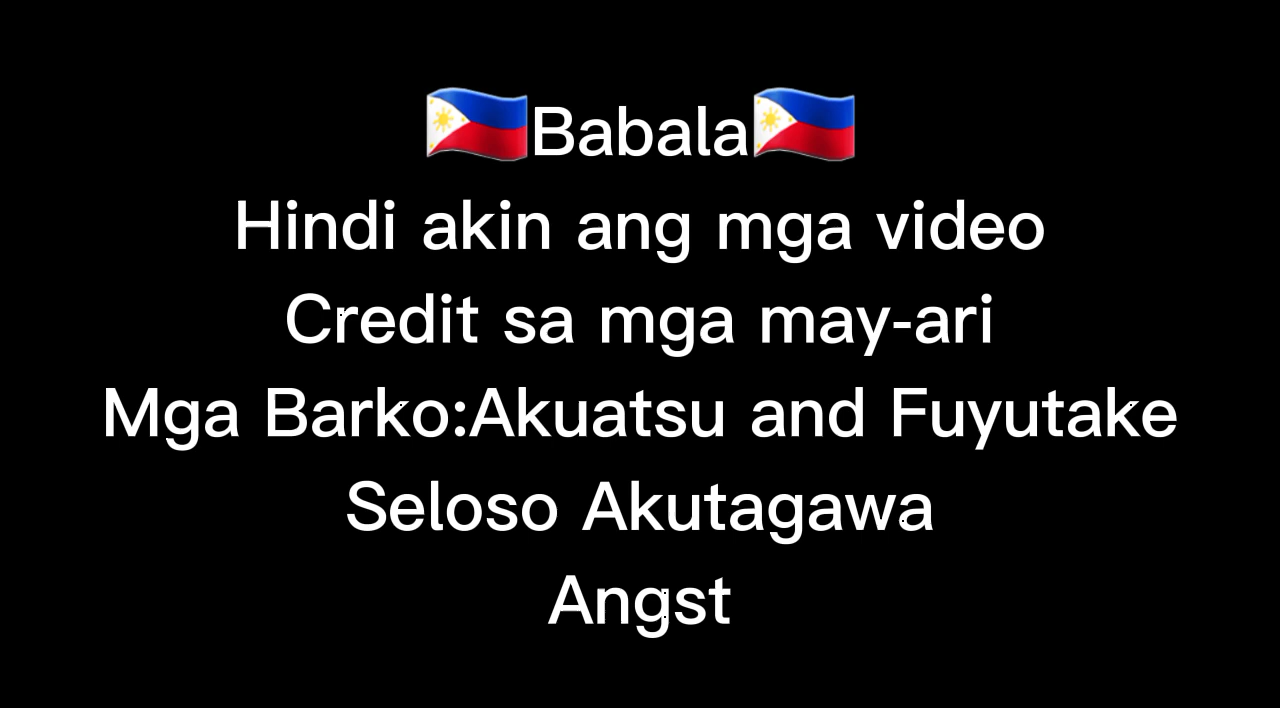 🇵🇭Babala🇵🇭
Hindi akin ang mga video
Credit sa mga may-ari
Mga Barko:Akuatsu and Fuyutake
Seloso Akutagawa
Angst